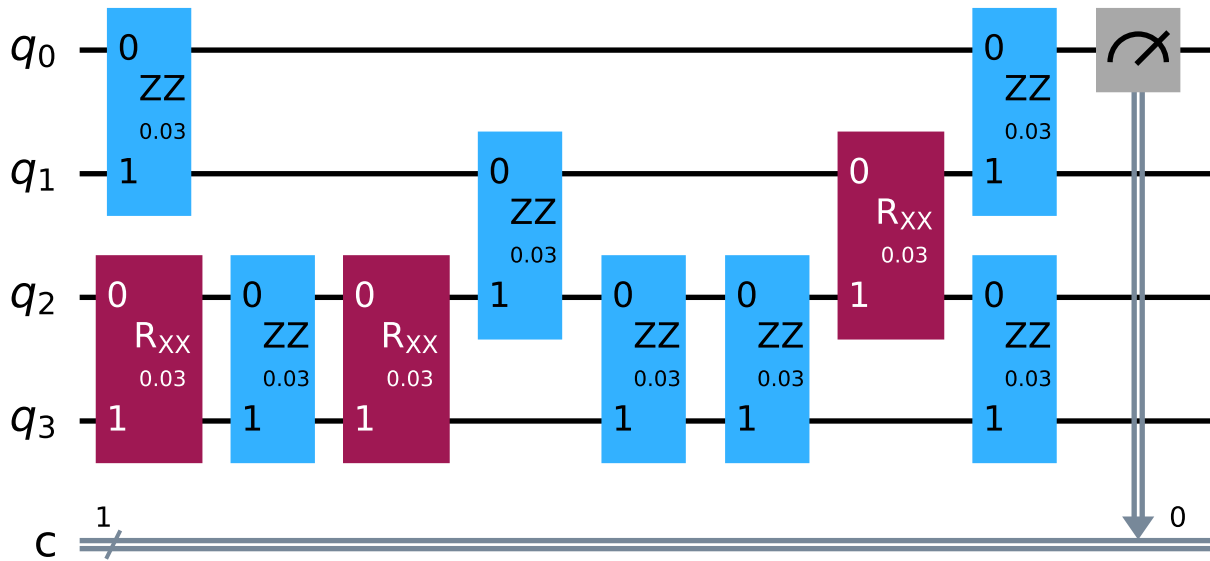 q0 0 0
ZZ ZZ
0.03 0.03
q1 1 0 0 1
ZZ RXX
0.03 0.03
q2 0 0 0 1 0 0 1 0
RXX ZZ RXX ZZ ZZ ZZ
0.03 0.03 0.03 0.03 0.03 0.03
q3 1 1 1 1 1 1
1 0
c